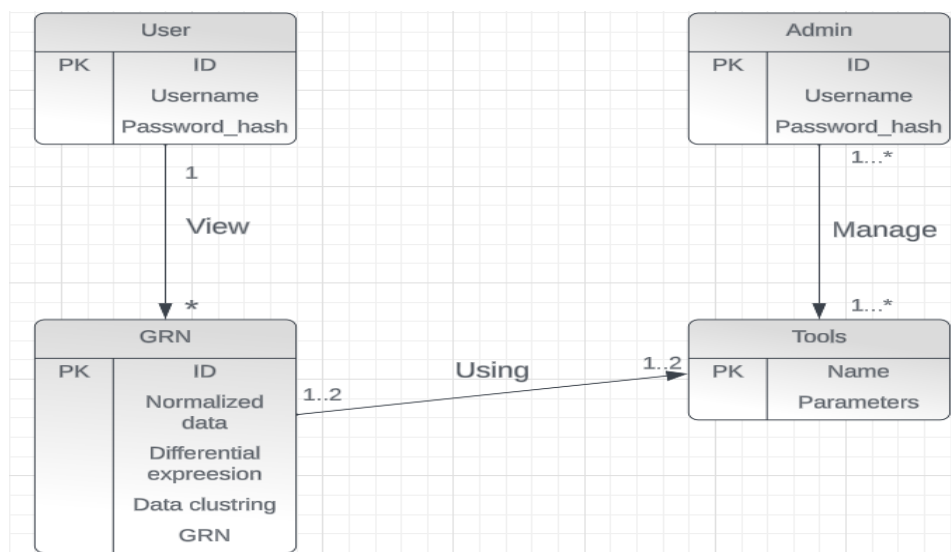 User
PK ID
Username
Password_hash
Admin
PK ID
Username
Password_hash
1
View
*
1...*
Manage
1...*
GRN
PK ID
Normalized
data
Differential
expreesion
Data clustring
GRN
1..2
Using
1..2
Tools
PK Name
Parameters